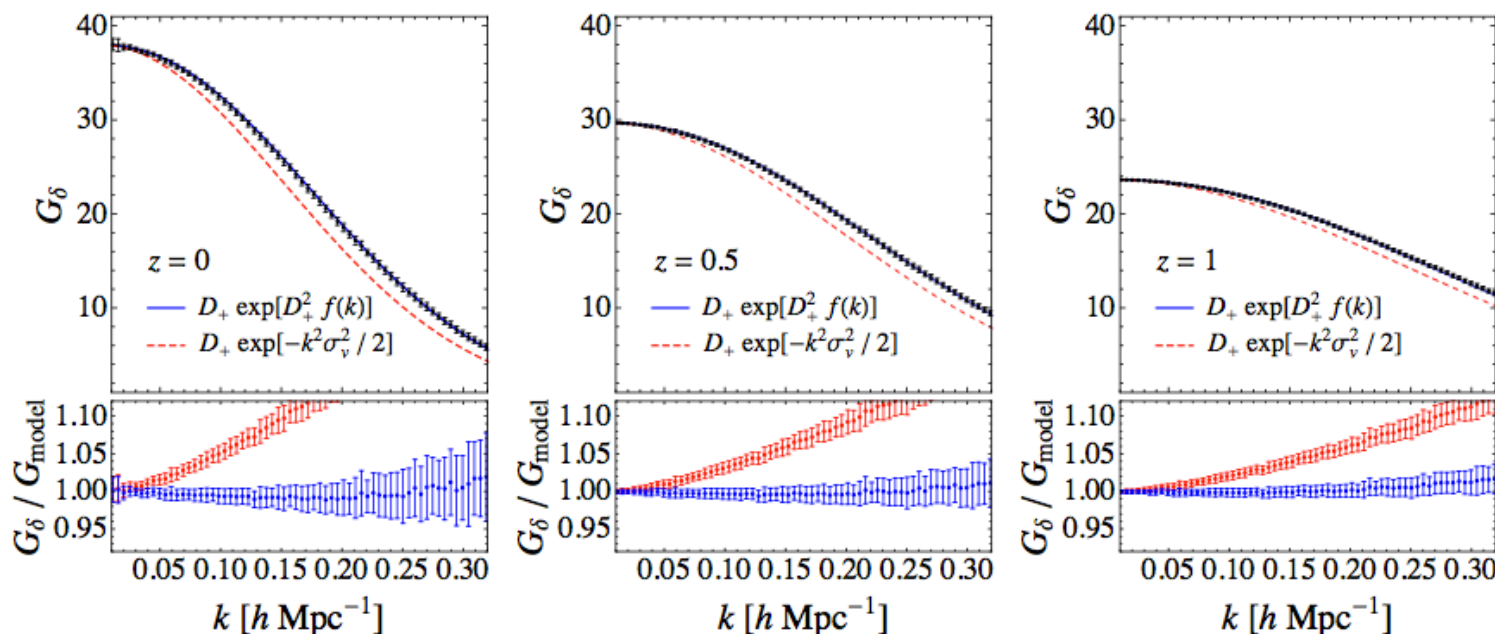 40
30
20
10
G_δ
z = 0
D_+ exp[D_+^2 f(k)]
D_+ exp[-k^2 σ_v^2 / 2]
1.10
1.05
1.00
0.95
G_δ / G_model
0.05 0.10 0.15 0.20 0.25 0.30
k [h Mpc^−1]
40
30
20
10
G_δ
z = 0.5
D_+ exp[D_+^2 f(k)]
D_+ exp[-k^2 σ_v^2 / 2]
1.10
1.05
1.00
0.95
G_δ / G_model
0.05 0.10 0.15 0.20 0.25 0.30
k [h Mpc^−1]
40
30
20
10
G_δ
z = 1
D_+ exp[D_+^2 f(k)]
D_+ exp[-k^2 σ_v^2 / 2]
1.10
1.05
1.00
0.95
G_δ / G_model
0.05 0.10 0.15 0.20 0.25 0.30
k [h Mpc^−1]